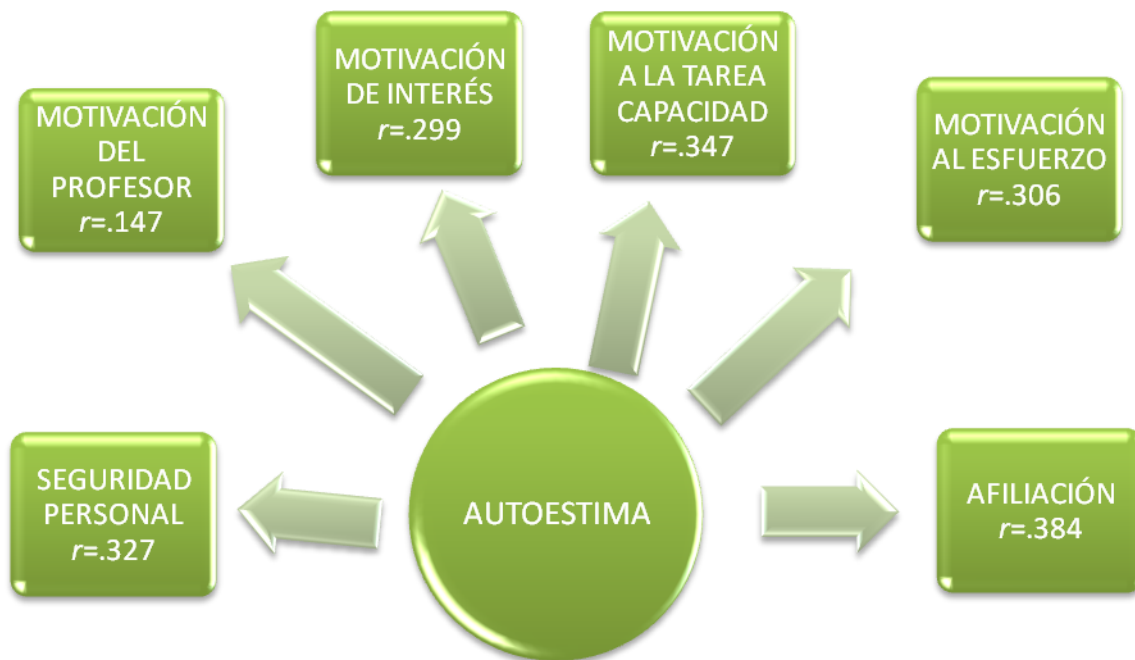 MOTIVACIÓN
DEL
PROFESOR
r=.147
MOTIVACIÓN
DE INTERÉS
r=.299
MOTIVACIÓN
A LA TAREA
CAPACIDAD
r=.347
MOTIVACIÓN
AL ESFUERZO
r=.306
SEGURIDAD
PERSONAL
r=.327
AUTOESTIMA
AFILIACIÓN
r=.384